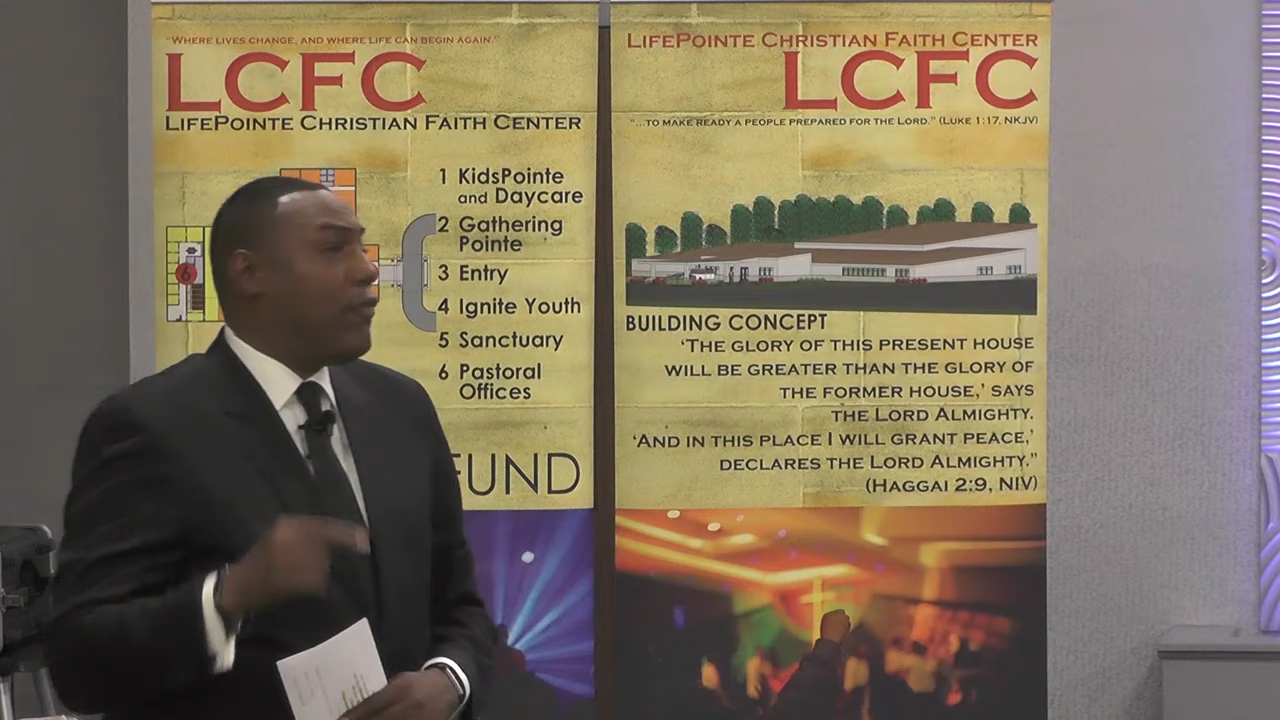 "WHERE LIVES CHANGE, AND WHERE LIFE CAN BEGIN AGAIN."
LCFC
LIFEPOINTE CHRISTIAN FAITH CENTER
1 KidsPointe
and Daycare
2 Gathering
Pointe
3 Entry
4 Ignite Youth
5 Sanctuary
6 Pastoral
Offices
6
FUND
LIFEPOINTE CHRISTIAN FAITH CENTER
LCFC
"...TO MAKE READY A PEOPLE PREPARED FOR THE LORD." (LUKE 1:17, NKJV)
BUILDING CONCEPT
'THE GLORY OF THIS PRESENT HOUSE
WILL BE GREATER THAN THE GLORY OF
THE FORMER HOUSE,' SAYS
THE LORD ALMIGHTY.
'AND IN THIS PLACE I WILL GRANT PEACE,'
DECLARES THE LORD ALMIGHTY."
(HAGGAI 2:9, NIV)